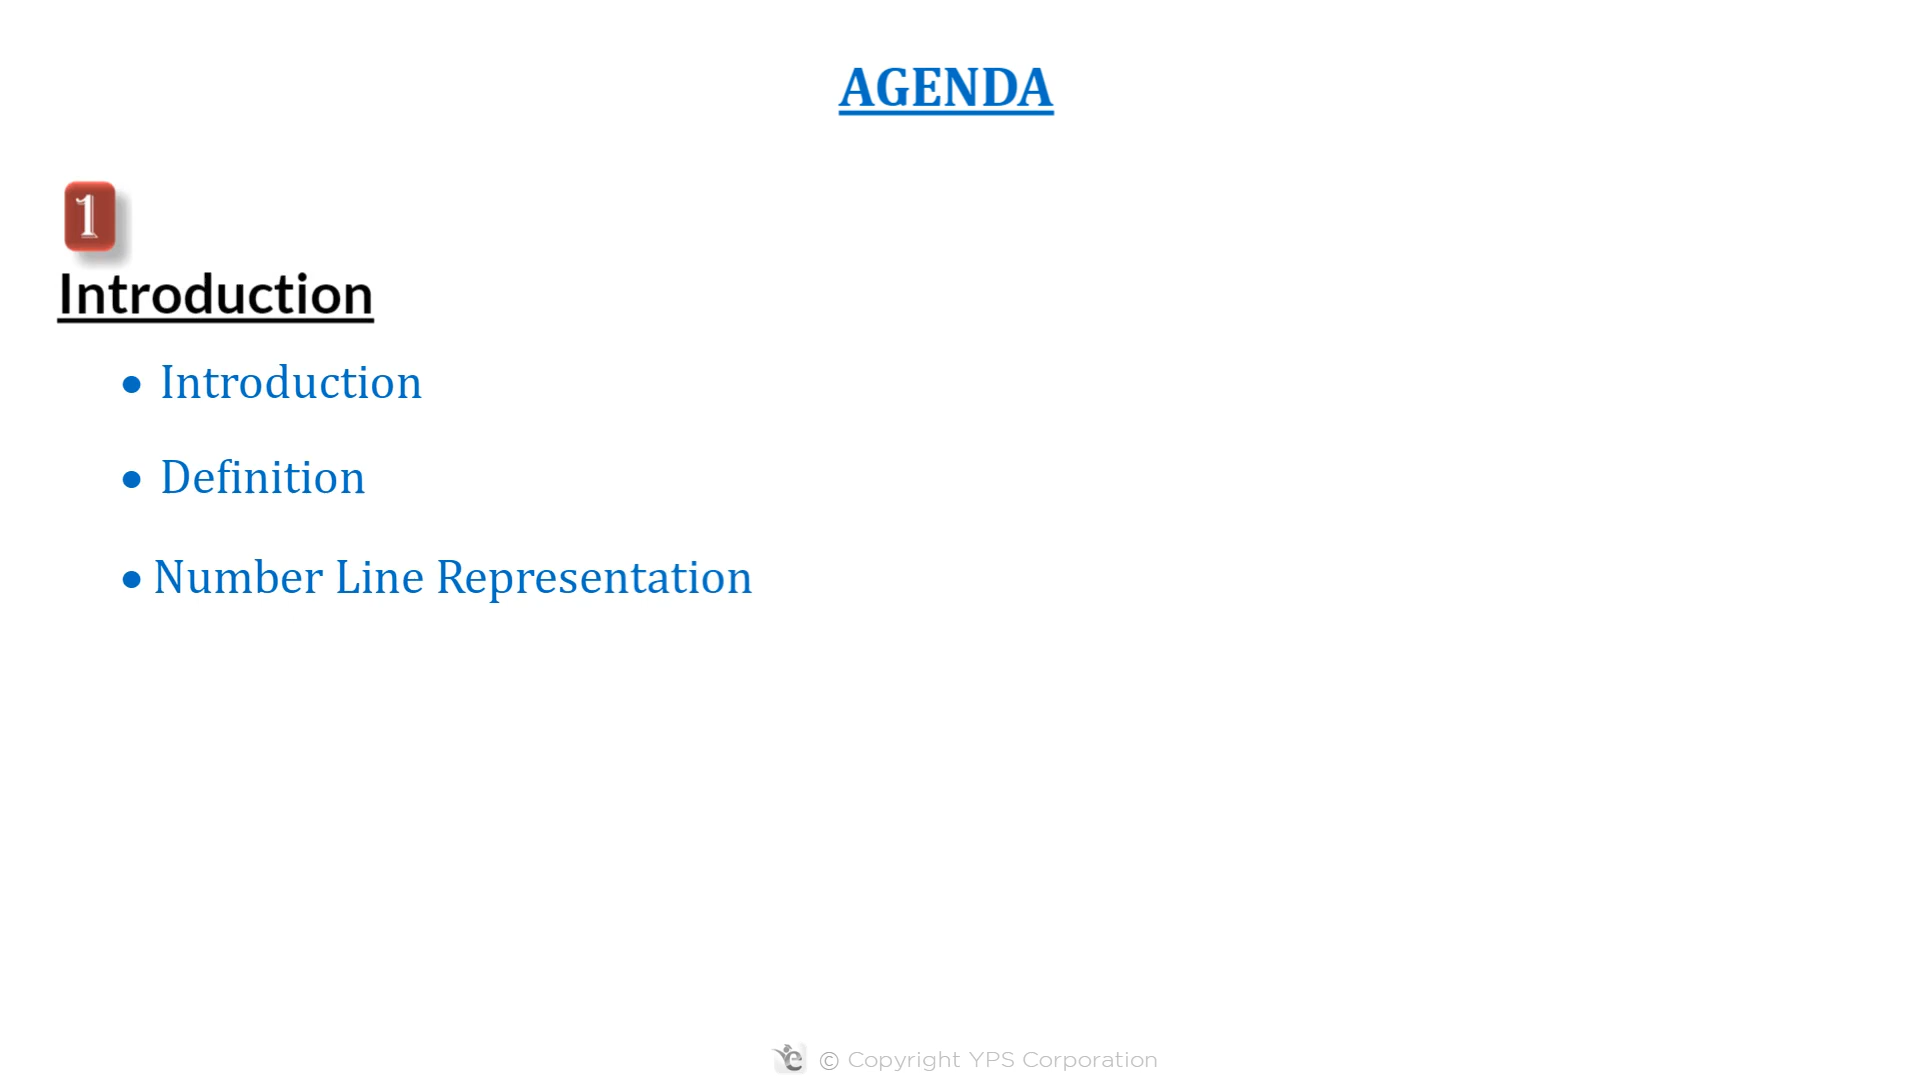 AGENDA
1
Introduction
• Introduction
• Definition
• Number Line Representation
e © Copyright YPS Corporation